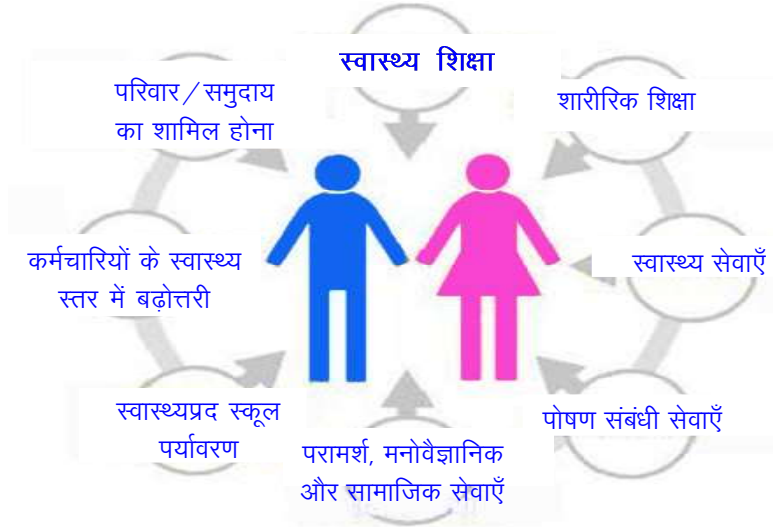 स्वास्थ्य शिक्षा
शारीरिक शिक्षा
स्वास्थ्य सेवाएँ
पोषण संबंधी सेवाएँ
परामर्श, मनोवैज्ञानिक
और सामाजिक सेवाएँ
स्वास्थ्यप्रद स्कूल
पर्यावरण
कर्मचारियों के स्वास्थ्य
स्तर में बढ़ोत्तरी
परिवार/समुदाय
का शामिल होना